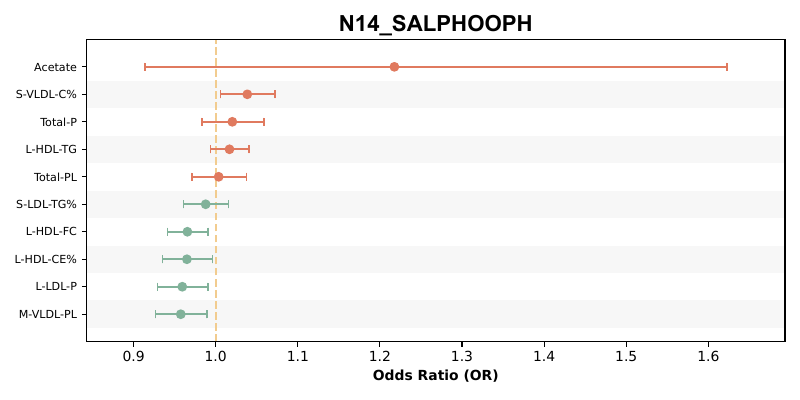 N14_SALPHOOPH
Acetate
S-VLDL-C%
Total-P
L-HDL-TG
Total-PL
S-LDL-TG%
L-HDL-FC
L-HDL-CE%
L-LDL-P
M-VLDL-PL
0.9 1.0 1.1 1.2 1.3 1.4 1.5 1.6
Odds Ratio (OR)